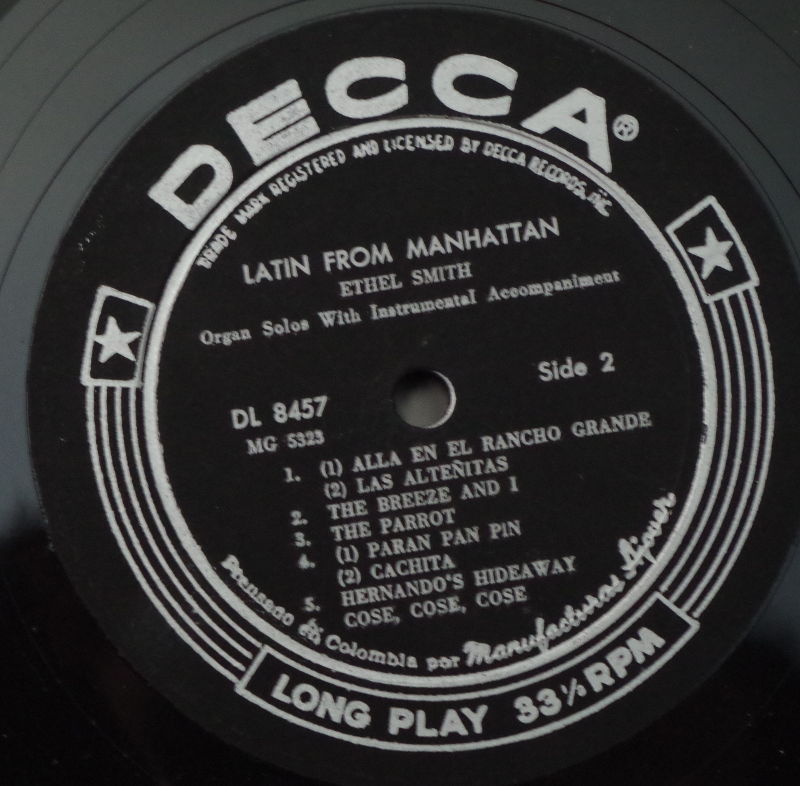 DECCA®
TRADE MARK REGISTERED AND LICENSED BY DECCA RECORDS, INC
LATIN FROM MANHATTAN
ETHEL SMITH
Organ Solos With Instrumental Accompaniment
Side 2
DL 8457
MG 5323
1. (1) ALLA EN EL RANCHO GRANDE
(2) LAS ALTEÑITAS
2. THE BREEZE AND I
3. THE PARROT
4. (1) PARAN PAN PIN
(2) CACHITA
5. HERNANDO'S HIDEAWAY
COSE, COSE, COSE
Prensado en Colombia por Manufacturas Ajover
LONG PLAY 33⅓ RPM